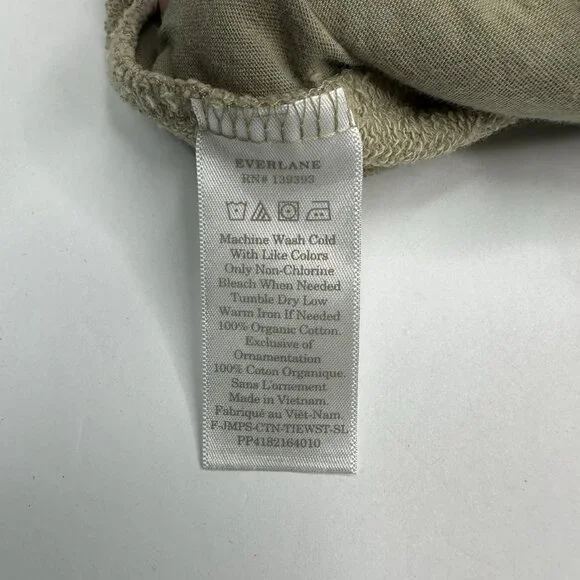 EVERLANE
RN# 139393
Machine Wash Cold
With Like Colors
Only Non-Chlorine
Bleach When Needed
Tumble Dry Low
Warm Iron If Needed
100% Organic Cotton.
Exclusive of
Ornamentation
100% Coton Organique.
Sans L'ornement
Made in Vietnam.
Fabriqué au Viêt-Nam.
F-JMPS-CTN-TIEWST-SL
PP4182164010